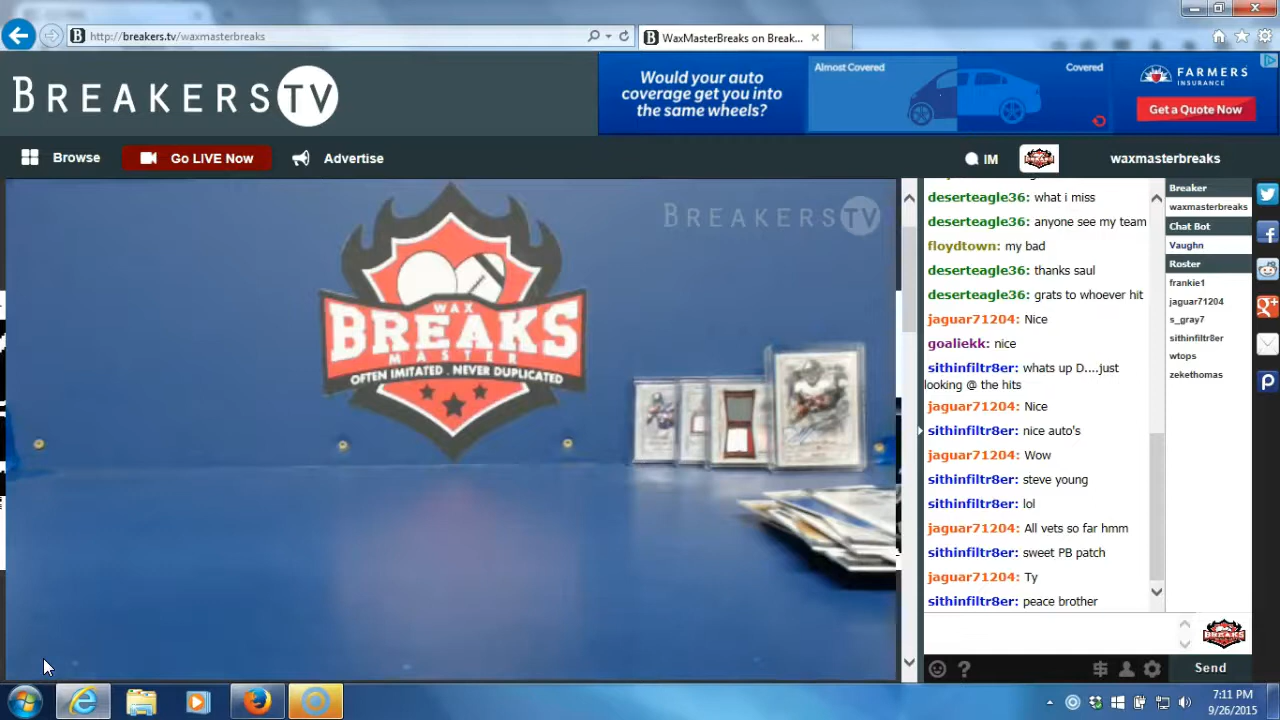 http://breakers.tv/waxmasterbreaks
WaxMasterBreaks on Break...
BREAKERSTV
Would your auto
coverage get you into
the same wheels?
Almost Covered
Covered
FARMERS
INSURANCE
Get a Quote Now
Browse
Go LIVE Now
Advertise
IM
waxmasterbreaks
BREAKERSTV
WAX
BREAKS
MASTER
OFTEN IMITATED . NEVER DUPLICATED
deserteagle36: what i miss
deserteagle36: anyone see my team
floydtown: my bad
deserteagle36: thanks saul
deserteagle36: grats to whoever hit
jaguar71204: Nice
goaliekk: nice
sithinfiltr8er: whats up D....just
looking @ the hits
jaguar71204: Nice
sithinfiltr8er: nice auto's
jaguar71204: Wow
sithinfiltr8er: steve young
sithinfiltr8er: lol
jaguar71204: All vets so far hmm
sithinfiltr8er: sweet PB patch
jaguar71204: Ty
sithinfiltr8er: peace brother
Breaker
waxmasterbreaks
Chat Bot
Vaughn
Roster
frankie1
jaguar71204
s_gray7
sithinfiltr8er
wtops
zekethomas
BREAKS
Send
7:11 PM
9/26/2015